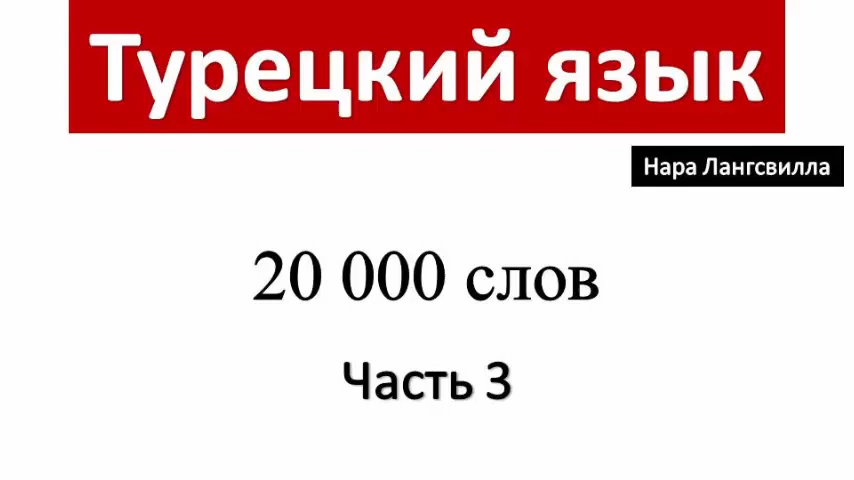 Турецкий язык
Нара Лангсвилла
20 000 слов
Часть 3